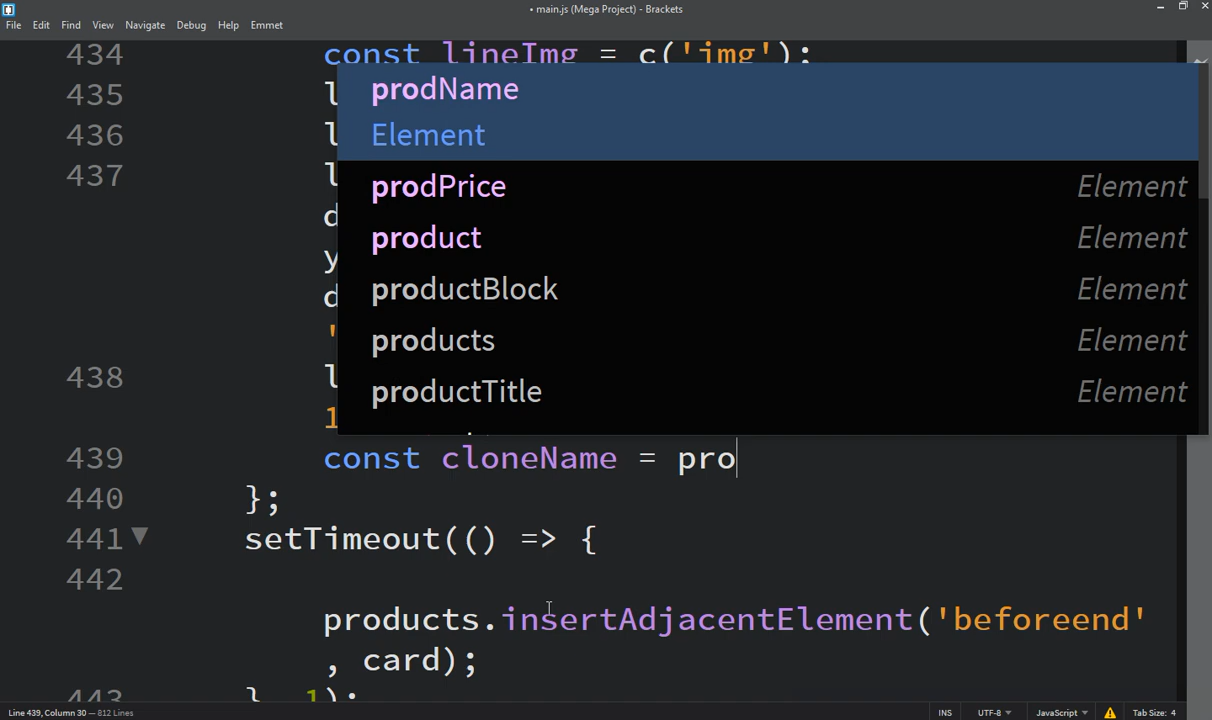 • main.js (Mega Project) - Brackets
File Edit Find View Navigate Debug Help Emmet
434 const lineImg = c('img');
prodName
Element
prodPrice Element
product Element
productBlock Element
products Element
productTitle Element
435 l
436 l
437 l
d
y
d
'
438 l
1
439 const cloneName = pro
440 };
441 setTimeout(() => {
442
products.insertAdjacentElement('beforeend'
, card);
443 }, 1);
Line 439, Column 30 — 812 Lines INS UTF-8 JavaScript Tab Size: 4